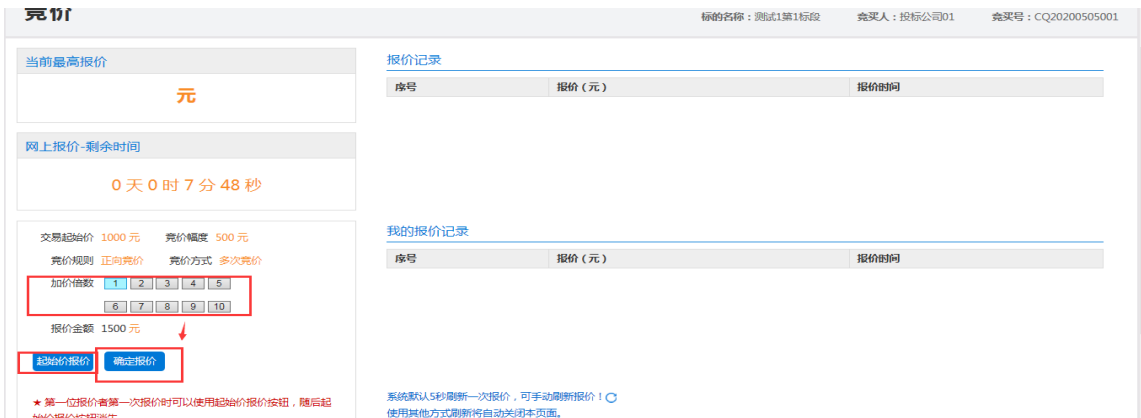 竞价
标的名称：测试1第1标段 竞买人：投标公司01 竞买号：CQ20200505001
当前最高报价
元
网上报价-剩余时间
0 天 0 时 7 分 48 秒
交易起始价 1000 元 竞价幅度 500 元
竞价规则 正向竞价 竞价方式 多次竞价
加价倍数 1 2 3 4 5
6 7 8 9 10
报价金额 1500 元
起始价报价 确定报价
★ 第一位报价者第一次报价时可以使用起始价报价按钮，随后起
始价报价按钮消失
报价记录
序号 报价（元） 报价时间
我的报价记录
序号 报价（元） 报价时间
系统默认5秒刷新一次报价，可手动刷新报价！
使用其他方式刷新将自动关闭本页面。